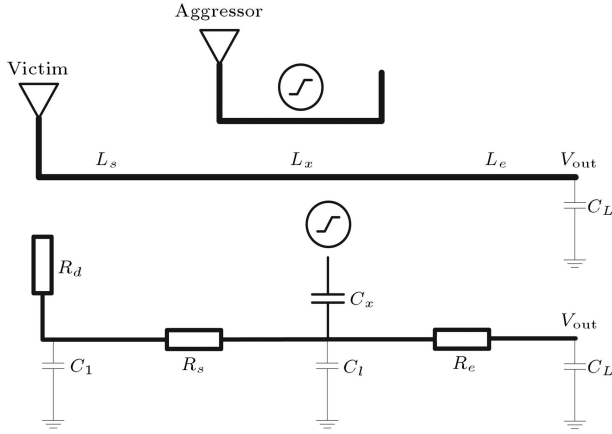 Aggressor
Victim
L_s L_x L_e V_out
C_L
R_d
C_x
V_out
C_1 R_s C_l R_e C_L